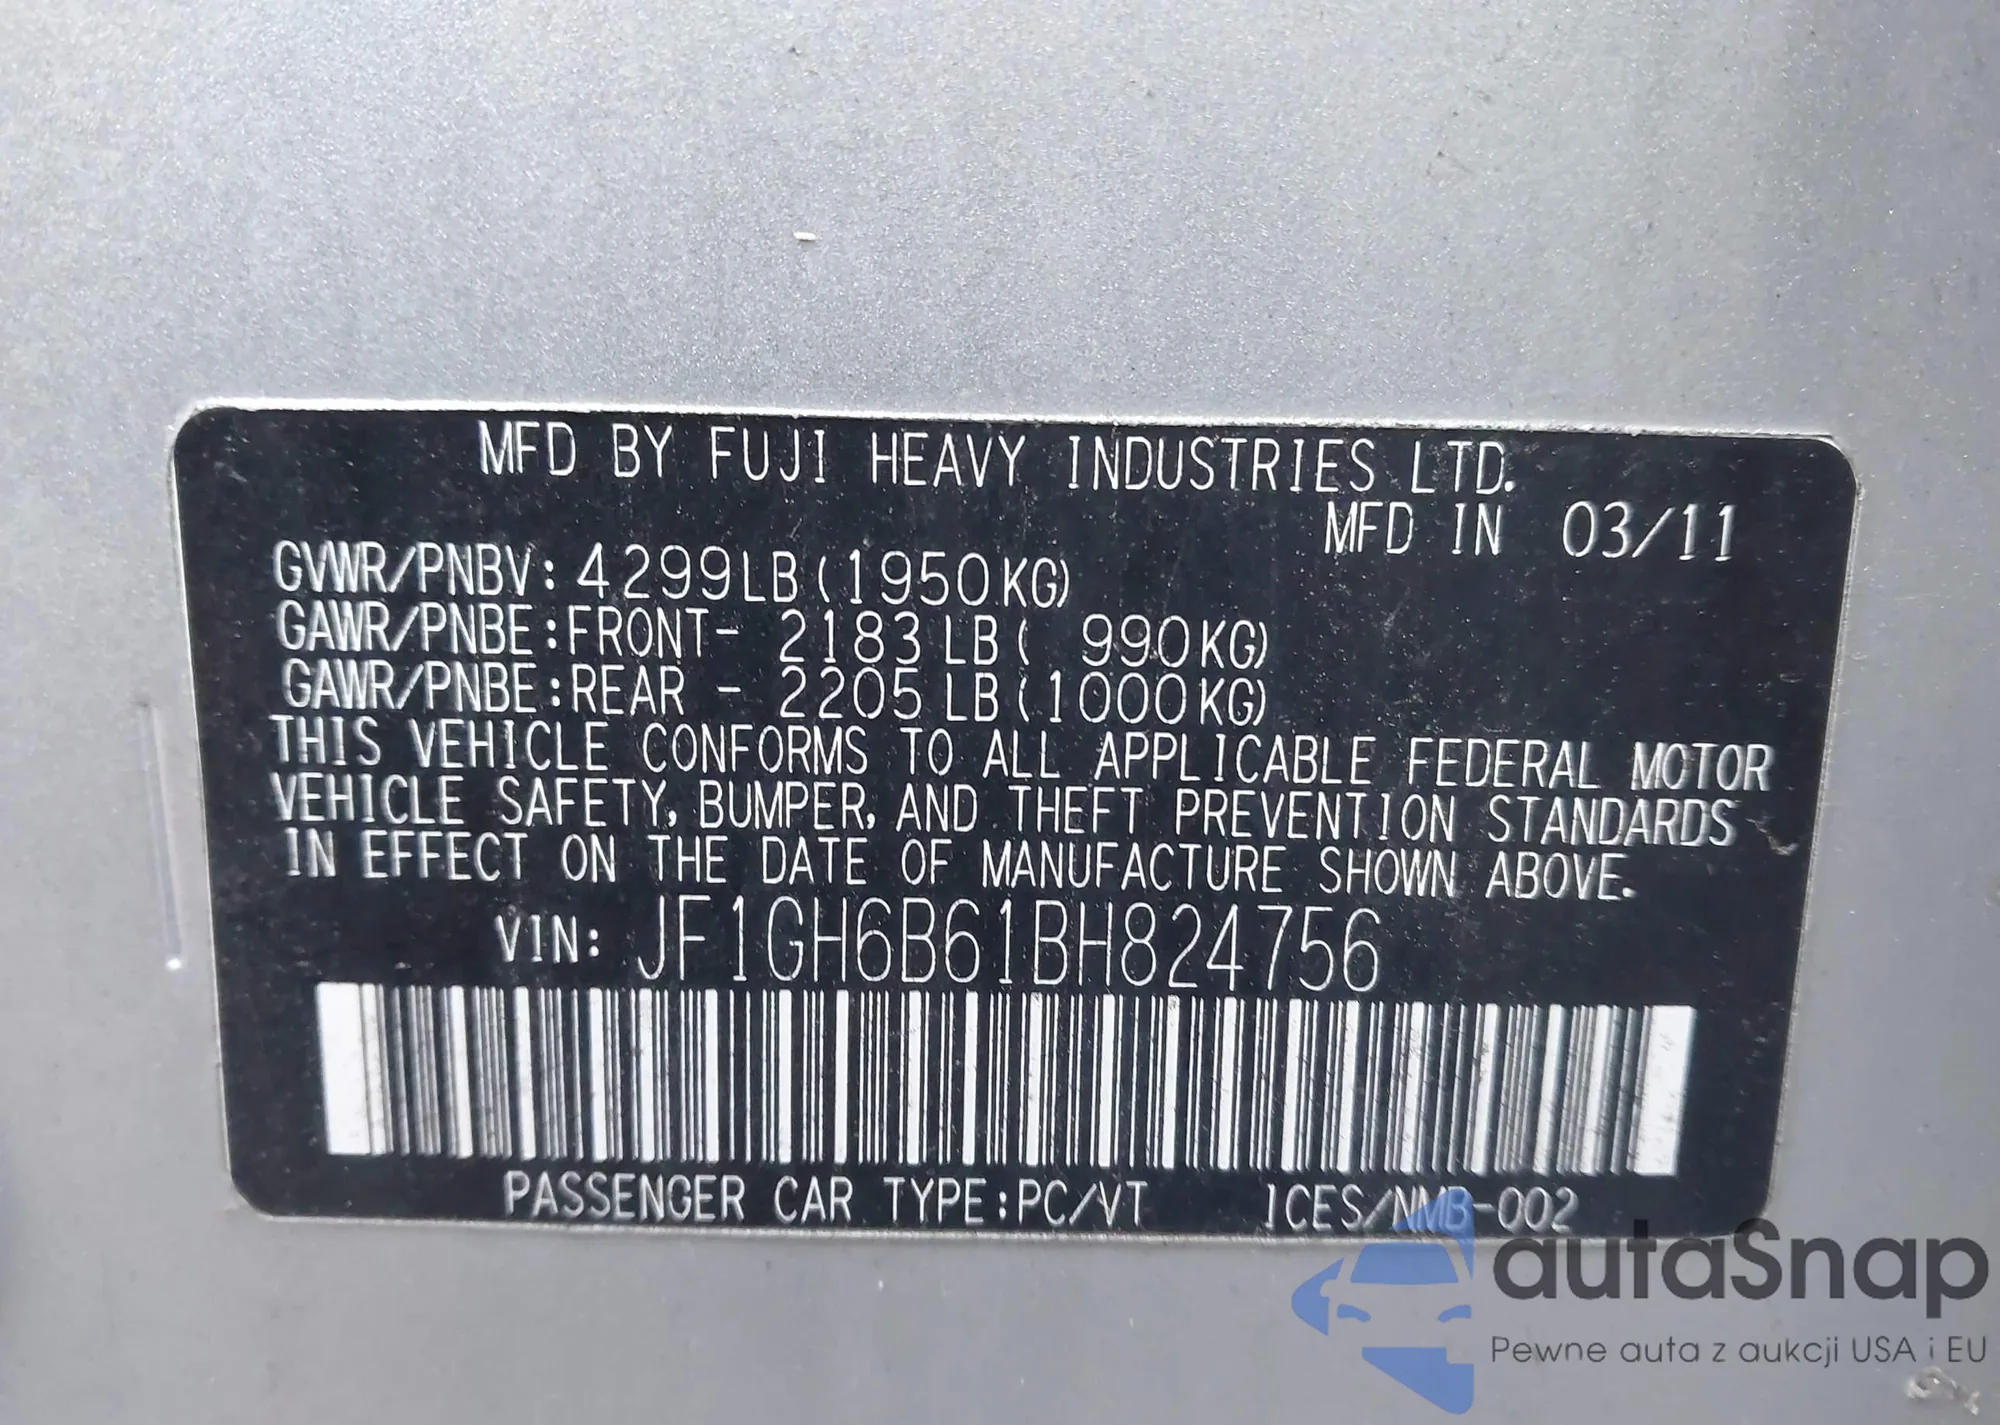 MFD BY FUJI HEAVY INDUSTRIES LTD.
MFD IN 03/11
GVWR/PNBV: 4299LB(1950KG)
GAWR/PNBE:FRONT- 2183LB( 990KG)
GAWR/PNBE:REAR - 2205LB(1000KG)
THIS VEHICLE CONFORMS TO ALL APPLICABLE FEDERAL MOTOR
VEHICLE SAFETY, BUMPER, AND THEFT PREVENTION STANDARDS
IN EFFECT ON THE DATE OF MANUFACTURE SHOWN ABOVE.
VIN: JF1GH6B61BH824756
PASSENGER CAR TYPE:PC/VT ICES/NMB-002
autaSnap
Pewne auta z aukcji USA i EU